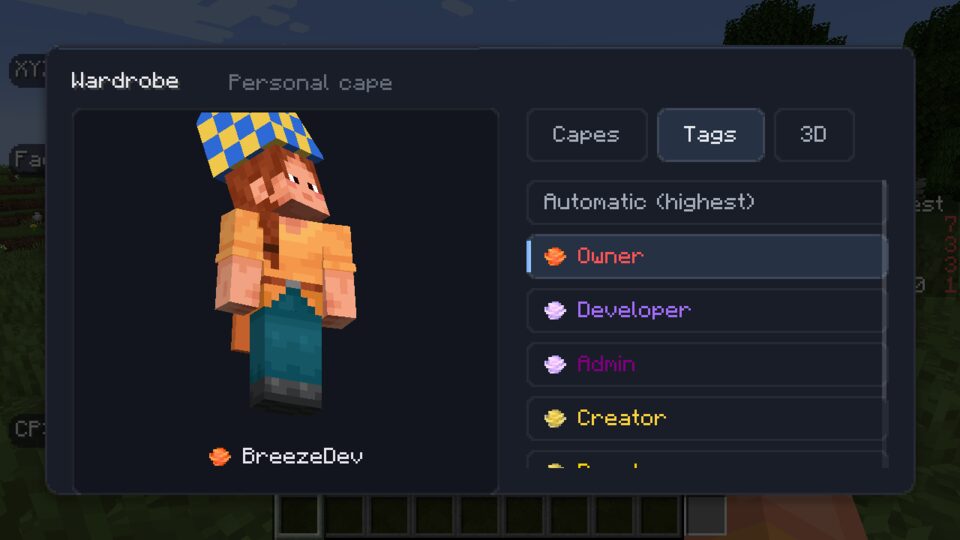 Wardrobe
Personal cape
Capes
Tags
3D
Automatic (highest)
Owner
Developer
Admin
Creator
BreezeDev